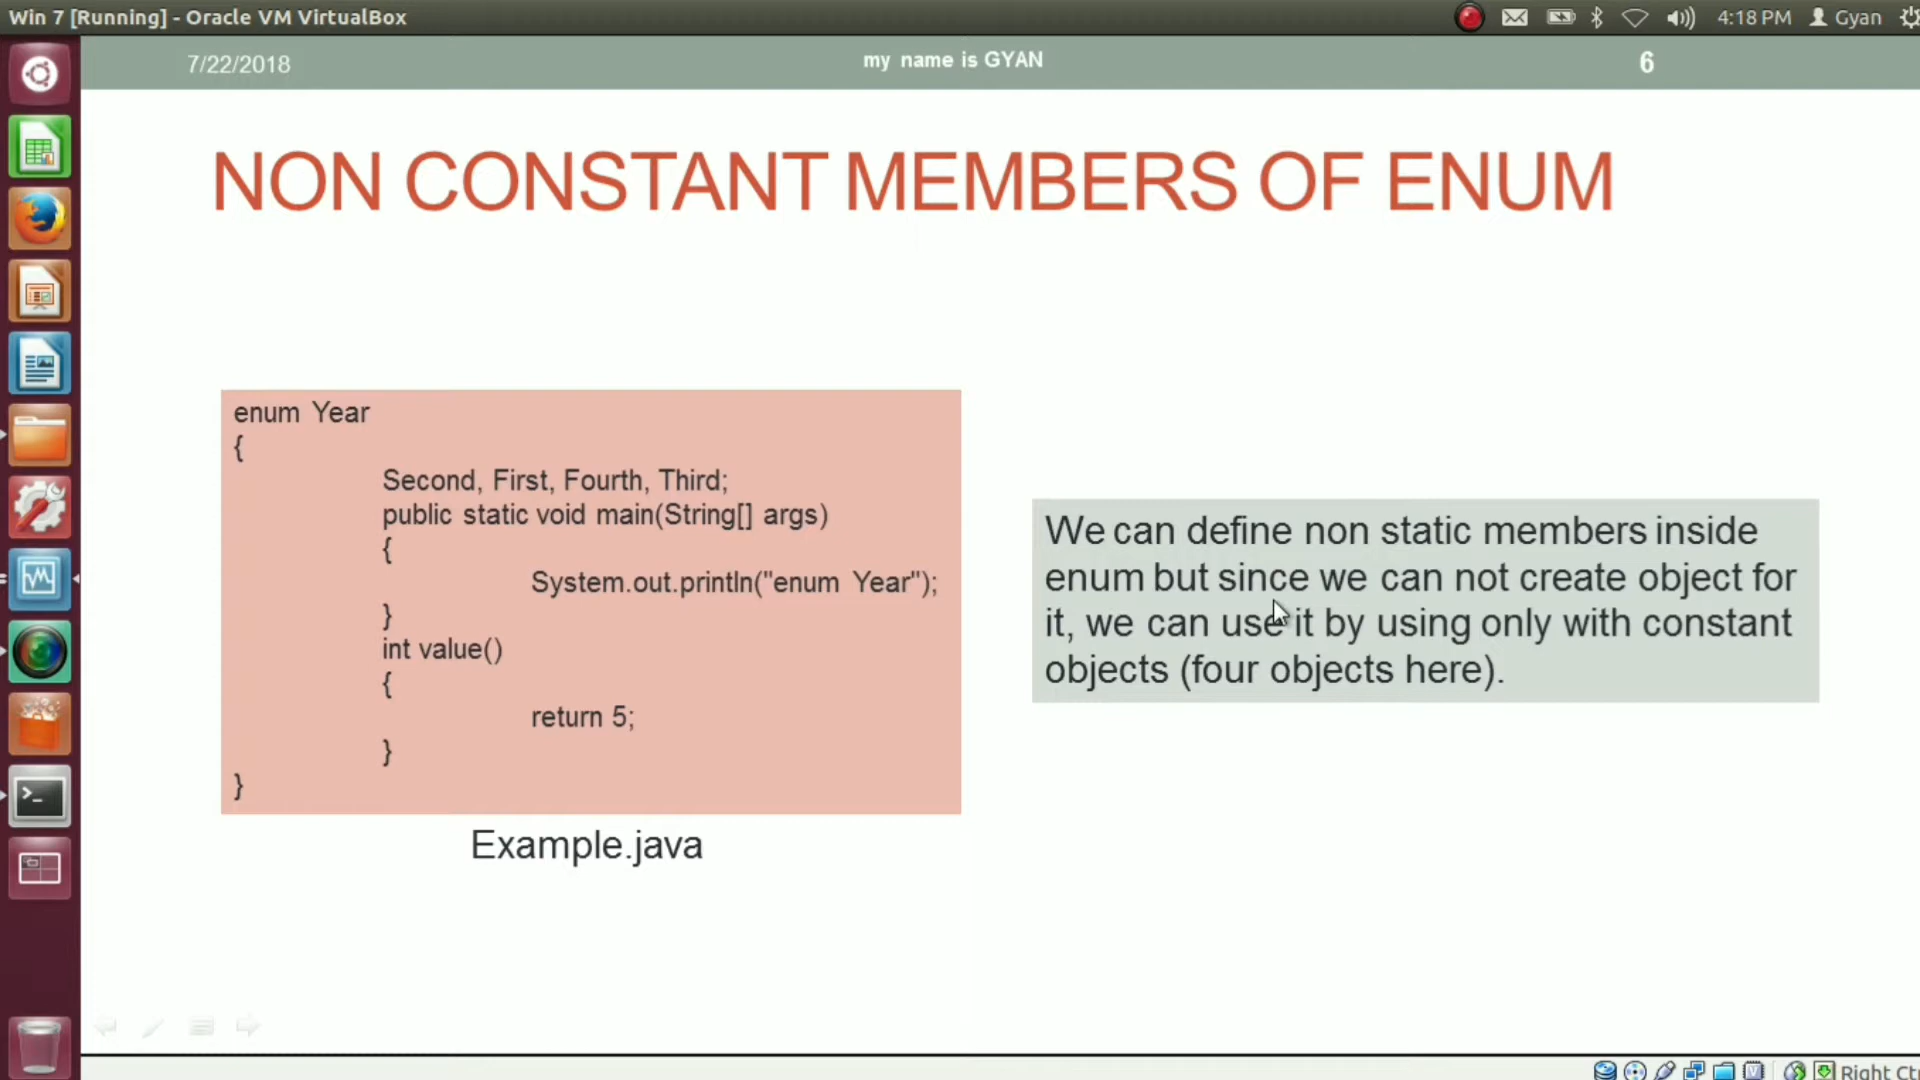 Win 7 [Running] - Oracle VM VirtualBox
4:18 PM
Gyan
7/22/2018
my name is GYAN
6
NON CONSTANT MEMBERS OF ENUM
enum Year
{
Second, First, Fourth, Third;
public static void main(String[] args)
{
System.out.println("enum Year");
}
int value()
{
return 5;
}
}
Example.java
We can define non static members inside
enum but since we can not create object for
it, we can use it by using only with constant
objects (four objects here).
Right Ct